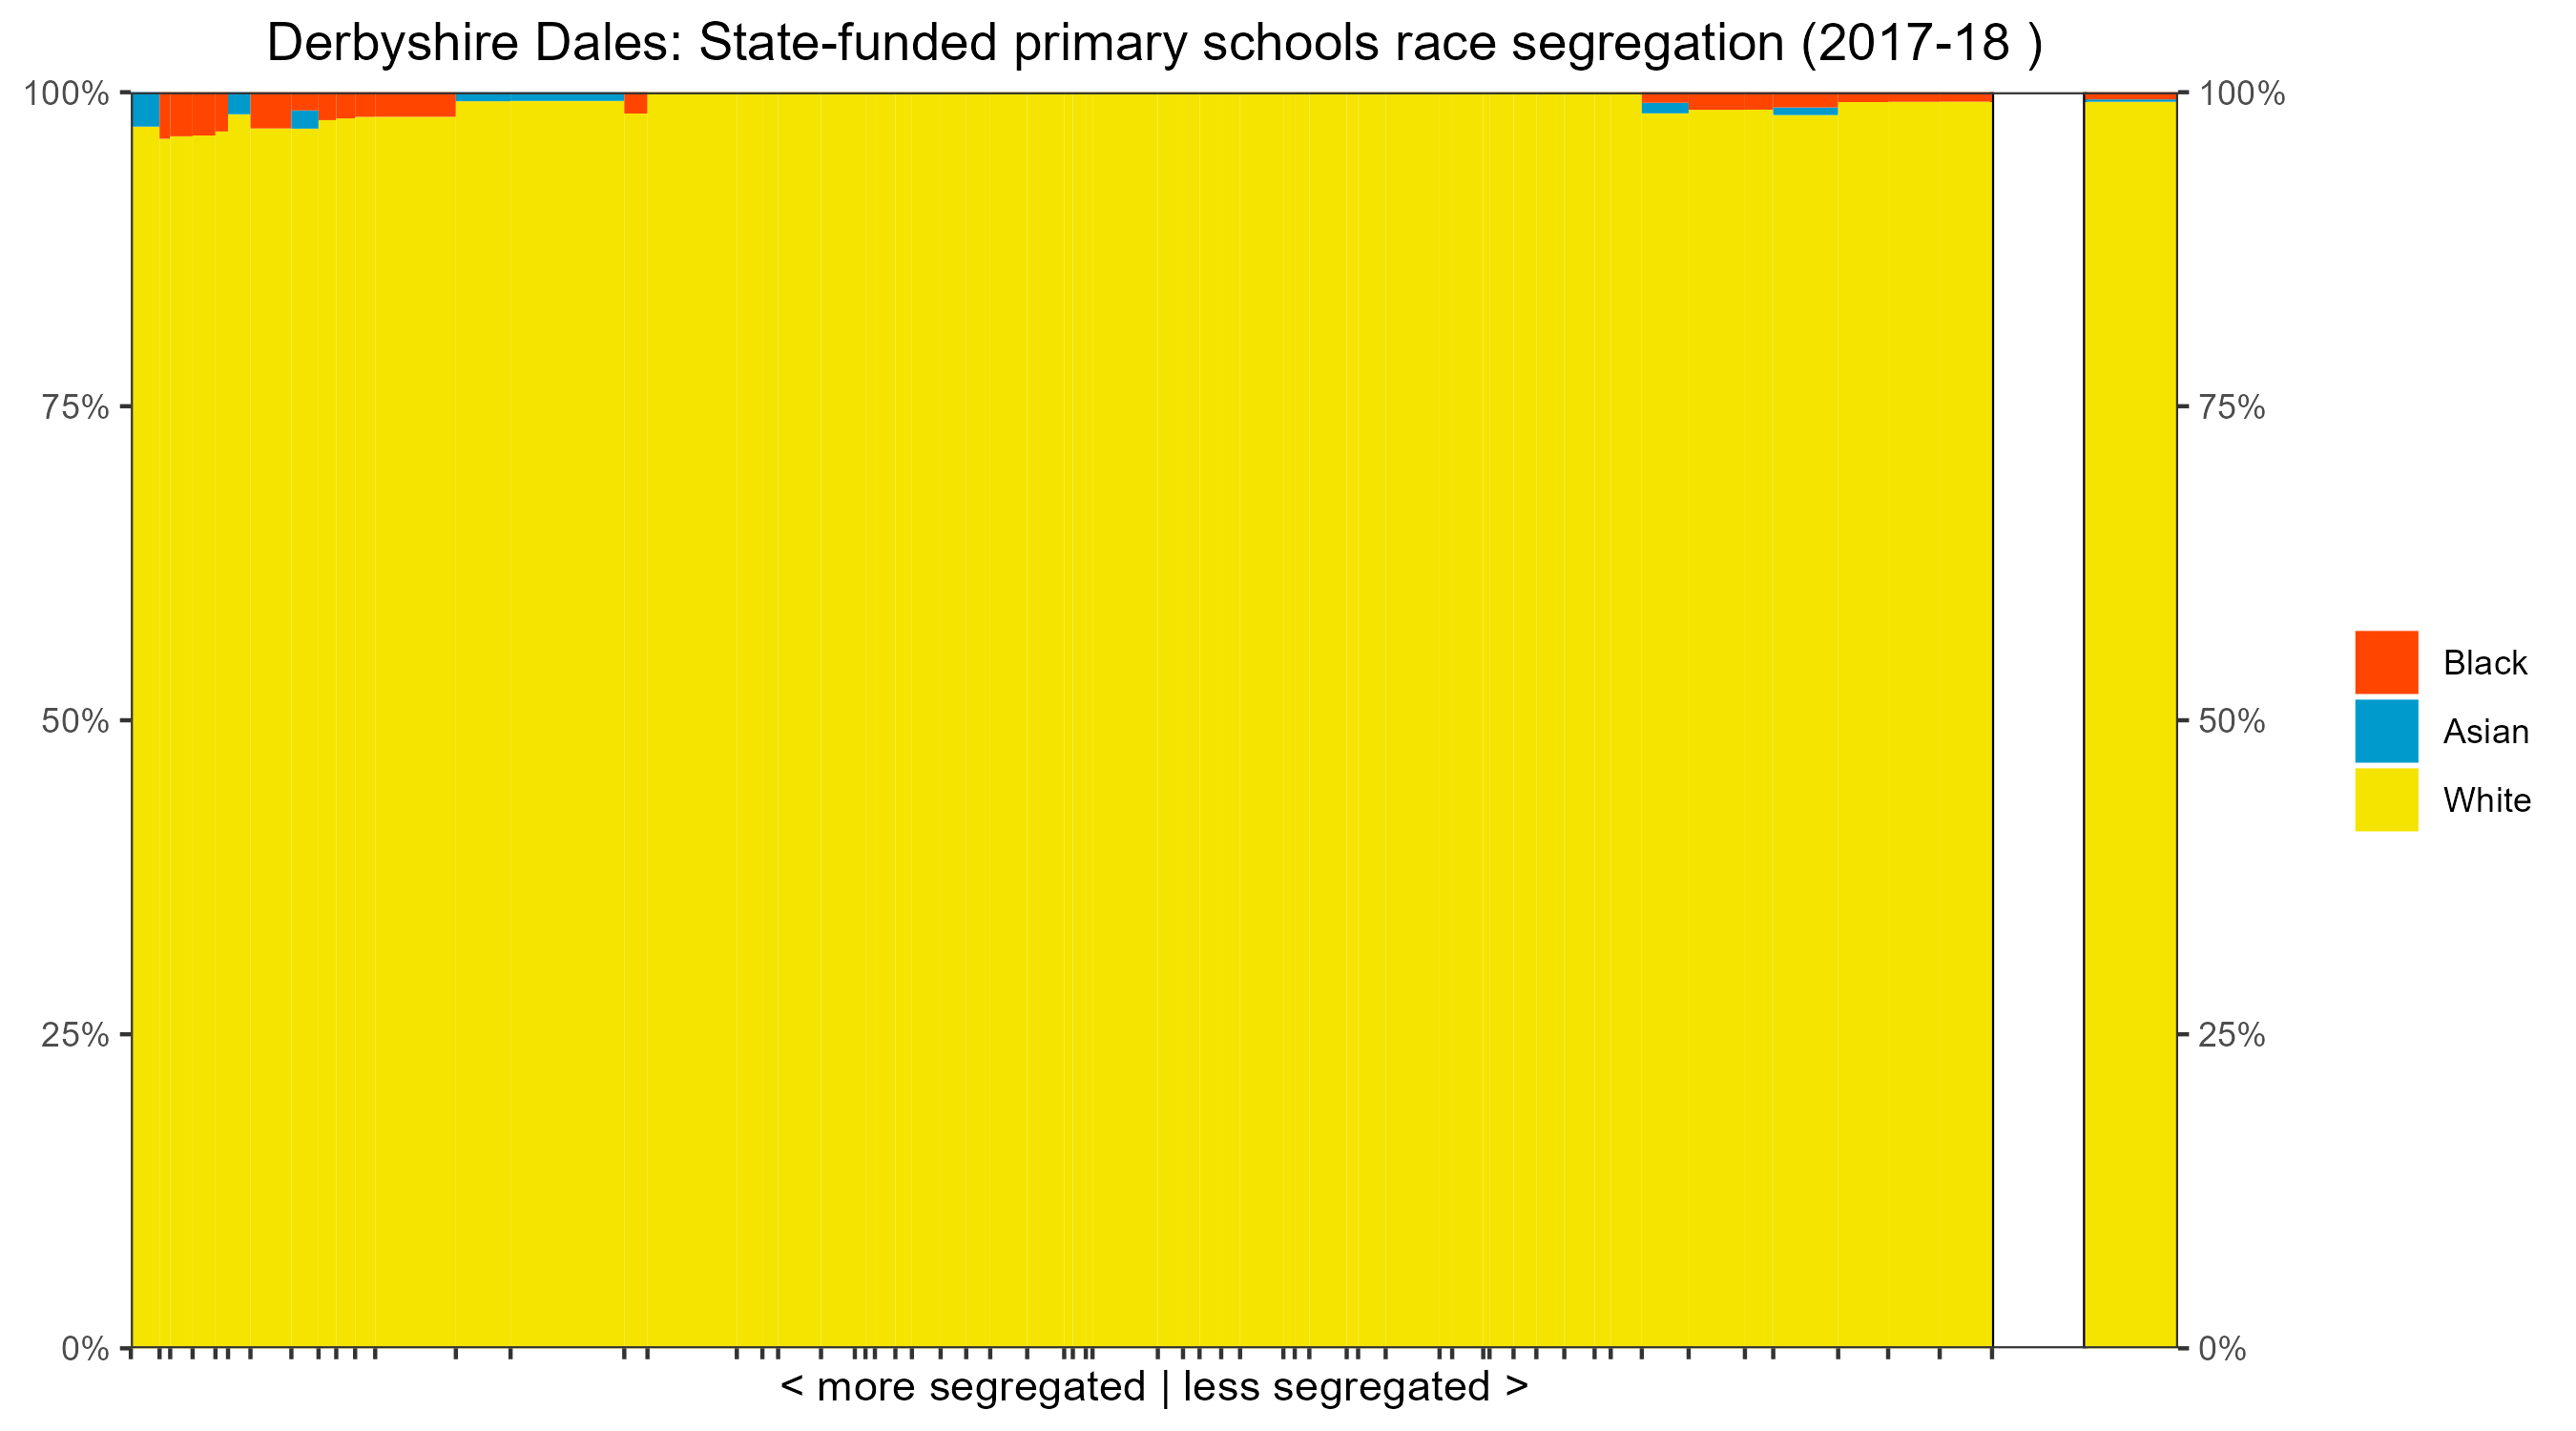 Derbyshire Dales: State-funded primary schools race segregation (2017-18 )
100%
100%
75%
75%
50%
50%
25%
25%
0%
0%
Black
Asian
White
< more segregated | less segregated >